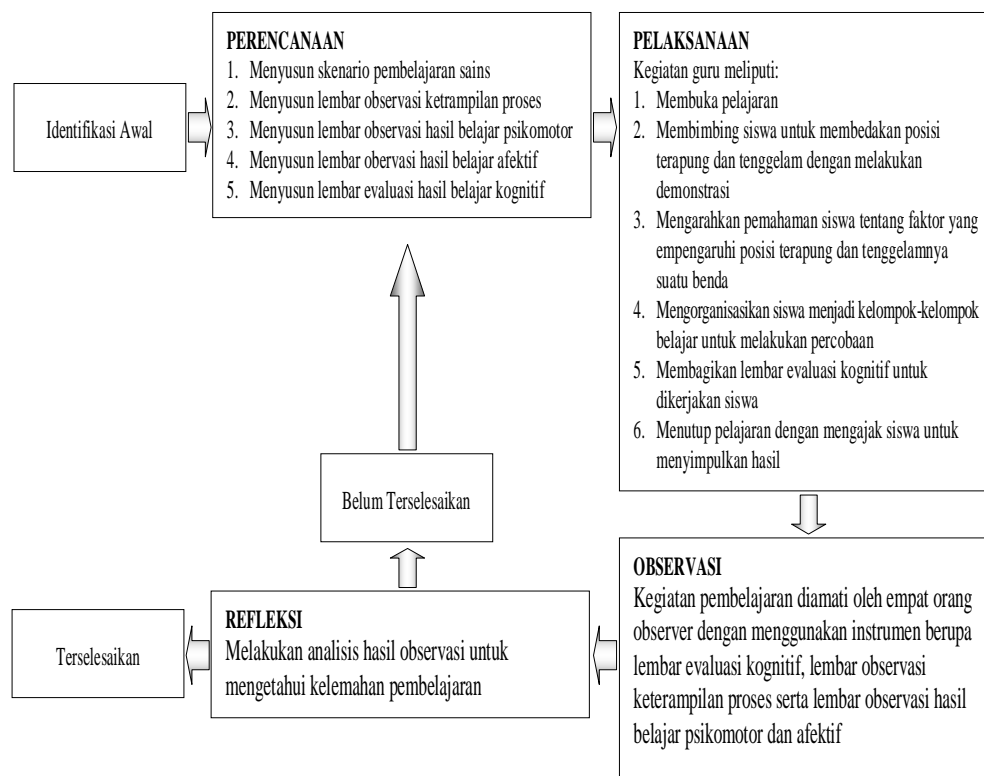 Identifikasi Awal
PERENCANAAN
1. Menyusun skenario pembelajaran sains
2. Menyusun lembar observasi ketrampilan proses
3. Menyusun lembar observasi hasil belajar psikomotor
4. Menyusun lembar obervasi hasil belajar afektif
5. Menyusun lembar evaluasi hasil belajar kognitif
PELAKSANAAN
Kegiatan guru meliputi:
1. Membuka pelajaran
2. Membimbing siswa untuk membedakan posisi
terapung dan tenggelam dengan melakukan
demonstrasi
3. Mengarahkan pemahaman siswa tentang faktor yang
empengaruhi posisi terapung dan tenggelamnya
suatu benda
4. Mengorganisasikan siswa menjadi kelompok-kelompok
belajar untuk melakukan percobaan
5. Membagikan lembar evaluasi kognitif untuk
dikerjakan siswa
6. Menutup pelajaran dengan mengajak siswa untuk
menyimpulkan hasil
OBSERVASI
Kegiatan pembelajaran diamati oleh empat orang
observer dengan menggunakan instrumen berupa
lembar evaluasi kognitif, lembar observasi
keterampilan proses serta lembar observasi hasil
belajar psikomotor dan afektif
REFLEKSI
Melakukan analisis hasil observasi untuk
mengetahui kelemahan pembelajaran
Belum Terselesaikan
Terselesaikan